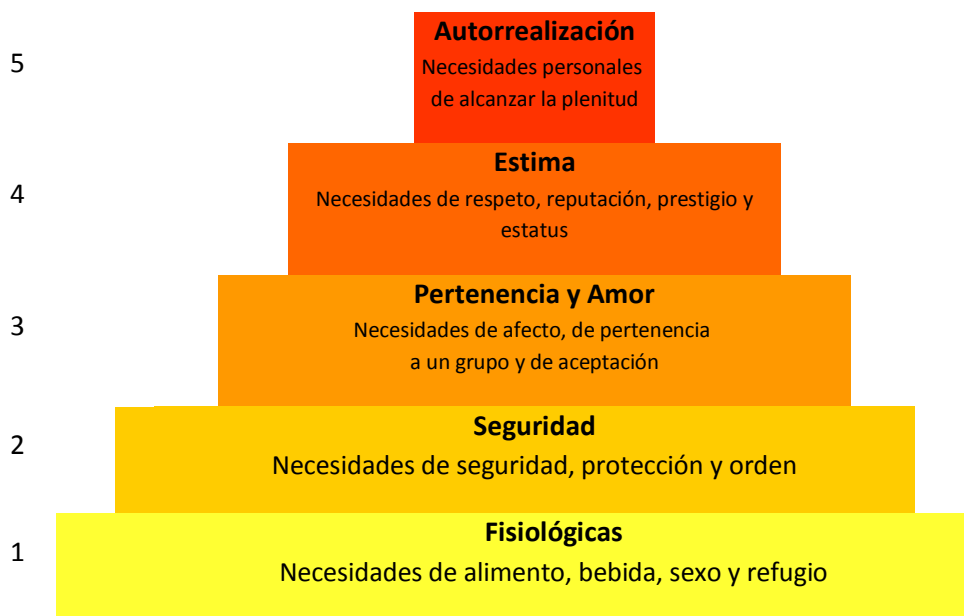 5
Autorrealización
Necesidades personales
de alcanzar la plenitud
4
Estima
Necesidades de respeto, reputación, prestigio y
estatus
3
Pertenencia y Amor
Necesidades de afecto, de pertenencia
a un grupo y de aceptación
2
Seguridad
Necesidades de seguridad, protección y orden
1
Fisiológicas
Necesidades de alimento, bebida, sexo y refugio